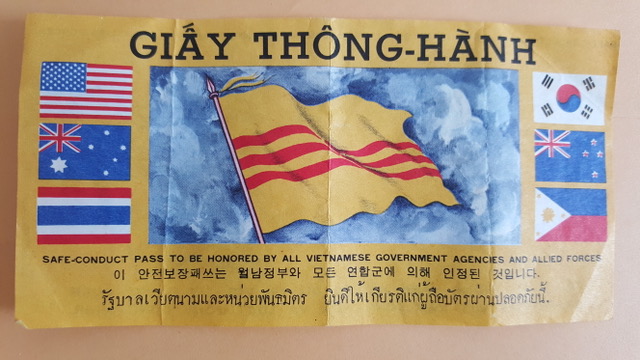 GIẤY THÔNG-HÀNH
SAFE-CONDUCT PASS TO BE HONORED BY ALL VIETNAMESE GOVERNMENT AGENCIES AND ALLIED FORCES
이 안전보장패쓰는 월남정부와 모든 연합군에 의해 인정된 것입니다.
รัฐบาลเวียตนามและหน่วยพันธมิตร ยินดีให้เกียรติแก่ผู้ถือบัตรผ่านปลอดภัยนี้.